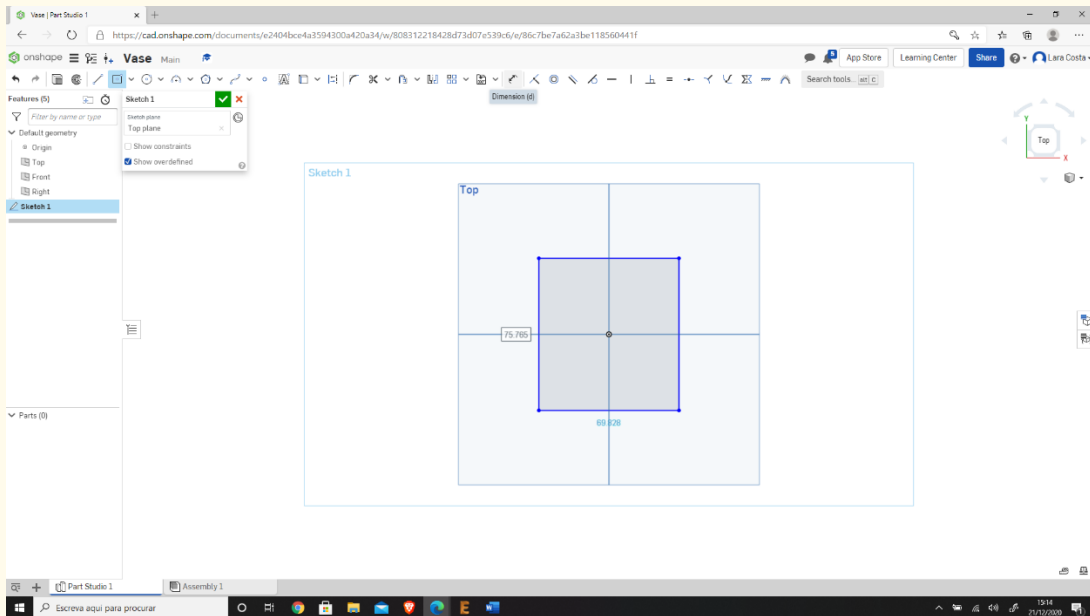 Vase | Part Studio 1
https://cad.onshape.com/documents/e2404bce4a3594300a420a34/w/808312218428d73d07e539c6/e/86c7be7a62a3be118560441f
onshape Vase Main App Store Learning Center Share Lara Costa
Search tools... alt C
Dimension (d)
Features (5)
Filter by name or type
Default geometry
Origin
Top
Front
Right
Sketch 1
Sketch 1
Sketch plane
Top plane
Show constraints
Show overdefined
Sketch 1
Top
75.765
69.928
Y
Top
X
Parts (0)
Part Studio 1
Assembly 1
Escreva aqui para procurar
15:14
21/12/2020